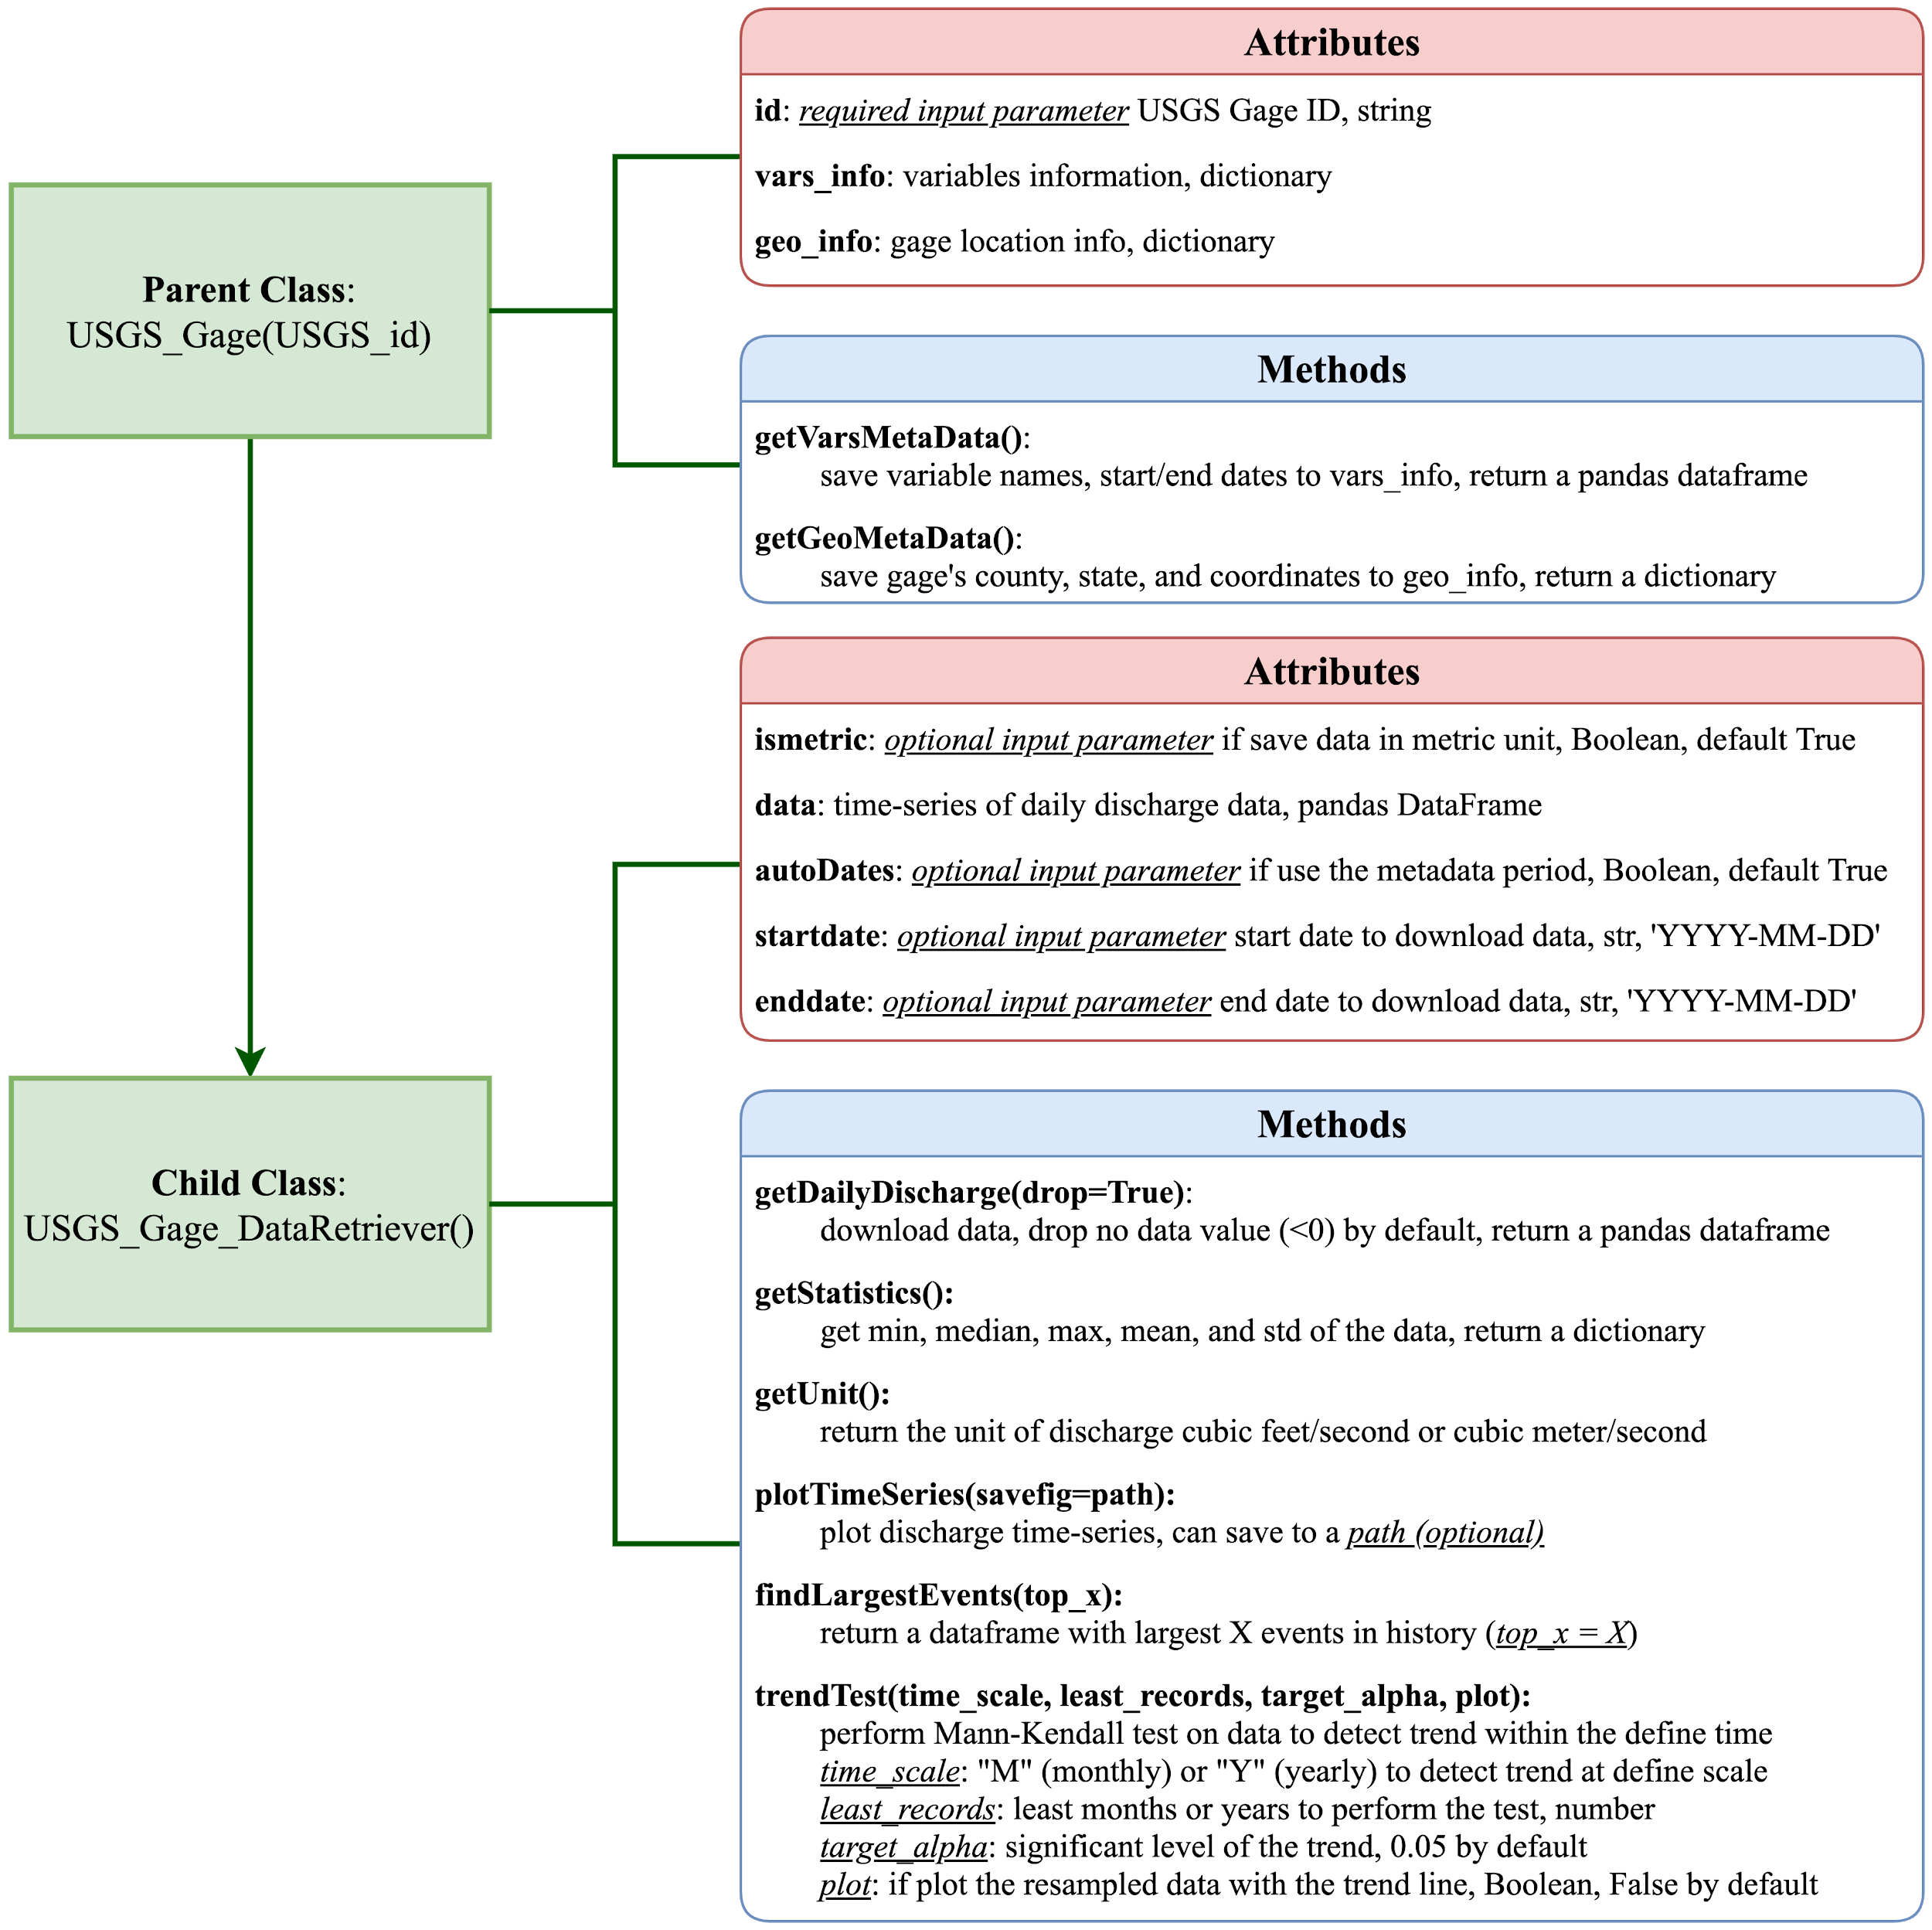 Parent Class:
USGS_Gage(USGS_id)
Attributes
id: required input parameter USGS Gage ID, string
vars_info: variables information, dictionary
geo_info: gage location info, dictionary
Methods
getVarsMetaData():
save variable names, start/end dates to vars_info, return a pandas dataframe
getGeoMetaData():
save gage's county, state, and coordinates to geo_info, return a dictionary
Child Class:
USGS_Gage_DataRetriever()
Attributes
ismetric: optional input parameter if save data in metric unit, Boolean, default True
data: time-series of daily discharge data, pandas DataFrame
autoDates: optional input parameter if use the metadata period, Boolean, default True
startdate: optional input parameter start date to download data, str, 'YYYY-MM-DD'
enddate: optional input parameter end date to download data, str, 'YYYY-MM-DD'
Methods
getDailyDischarge(drop=True):
download data, drop no data value (<0) by default, return a pandas dataframe
getStatistics():
get min, median, max, mean, and std of the data, return a dictionary
getUnit():
return the unit of discharge cubic feet/second or cubic meter/second
plotTimeSeries(savefig=path):
plot discharge time-series, can save to a path (optional)
findLargestEvents(top_x):
return a dataframe with largest X events in history (top_x = X)
trendTest(time_scale, least_records, target_alpha, plot):
perform Mann-Kendall test on data to detect trend within the define time
time_scale: "M" (monthly) or "Y" (yearly) to detect trend at define scale
least_records: least months or years to perform the test, number
target_alpha: significant level of the trend, 0.05 by default
plot: if plot the resampled data with the trend line, Boolean, False by default